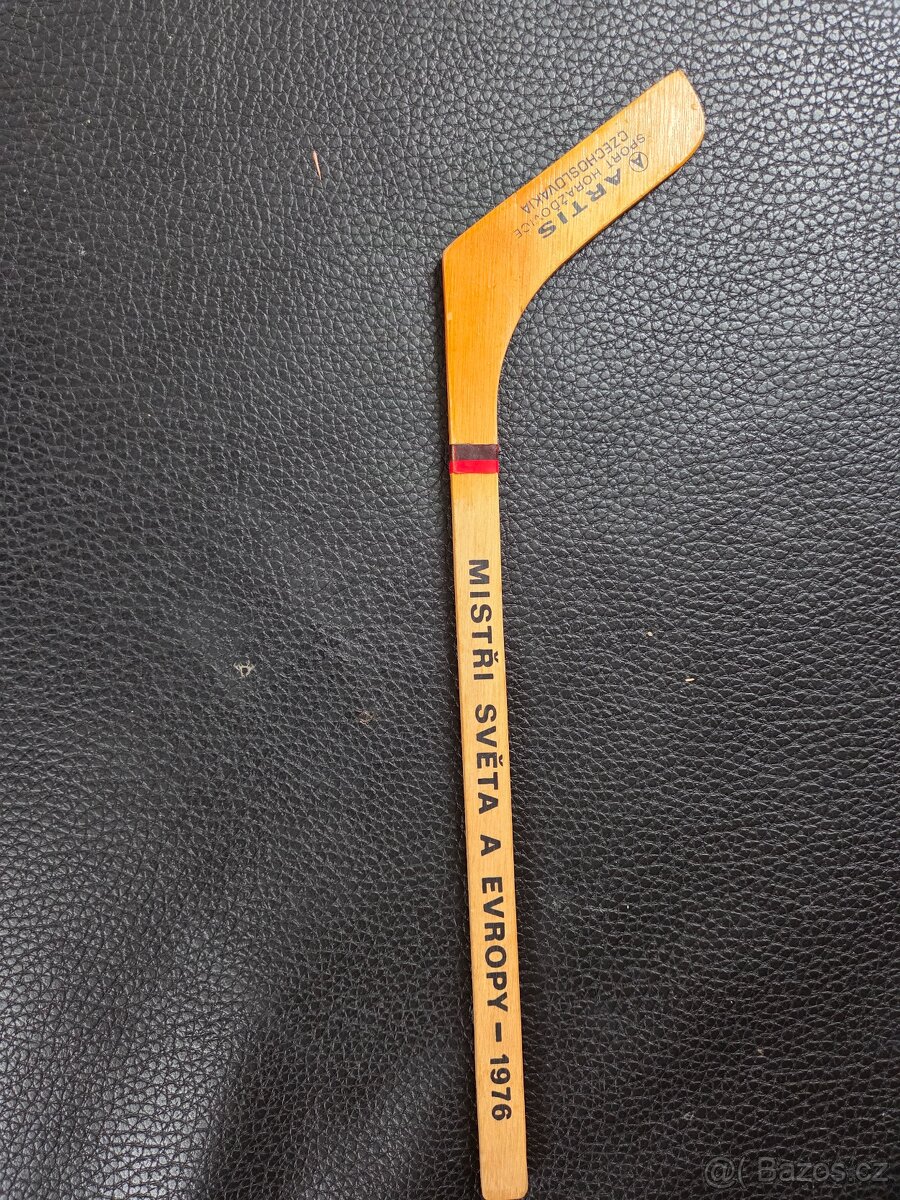 ARTIS
SPORT HORAŽĎOVICE
CZECHOSLOVAKIA
MISTŘI SVĚTA A EVROPY – 1976
@( Bazos.cz